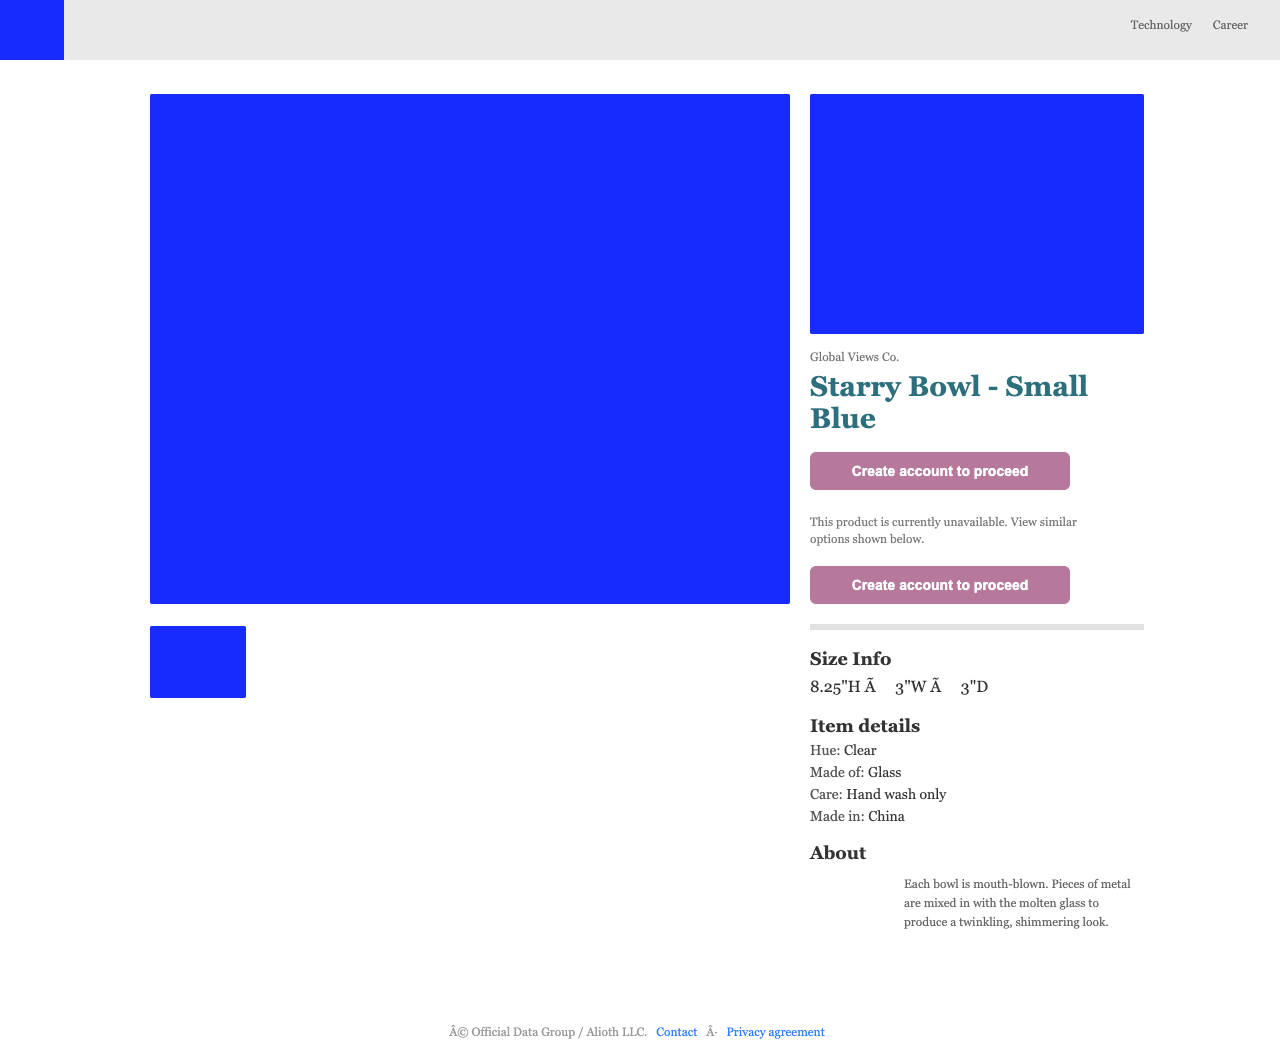 Technology Career
Global Views Co.
Starry Bowl - Small
Blue
Create account to proceed
This product is currently unavailable. View similar
options shown below.
Create account to proceed
Size Info
8.25"H Ã 3"W Ã 3"D
Item details
Hue: Clear
Made of: Glass
Care: Hand wash only
Made in: China
About
Each bowl is mouth-blown. Pieces of metal
are mixed in with the molten glass to
produce a twinkling, shimmering look.
Â© Official Data Group / Alioth LLC. Contact Â· Privacy agreement